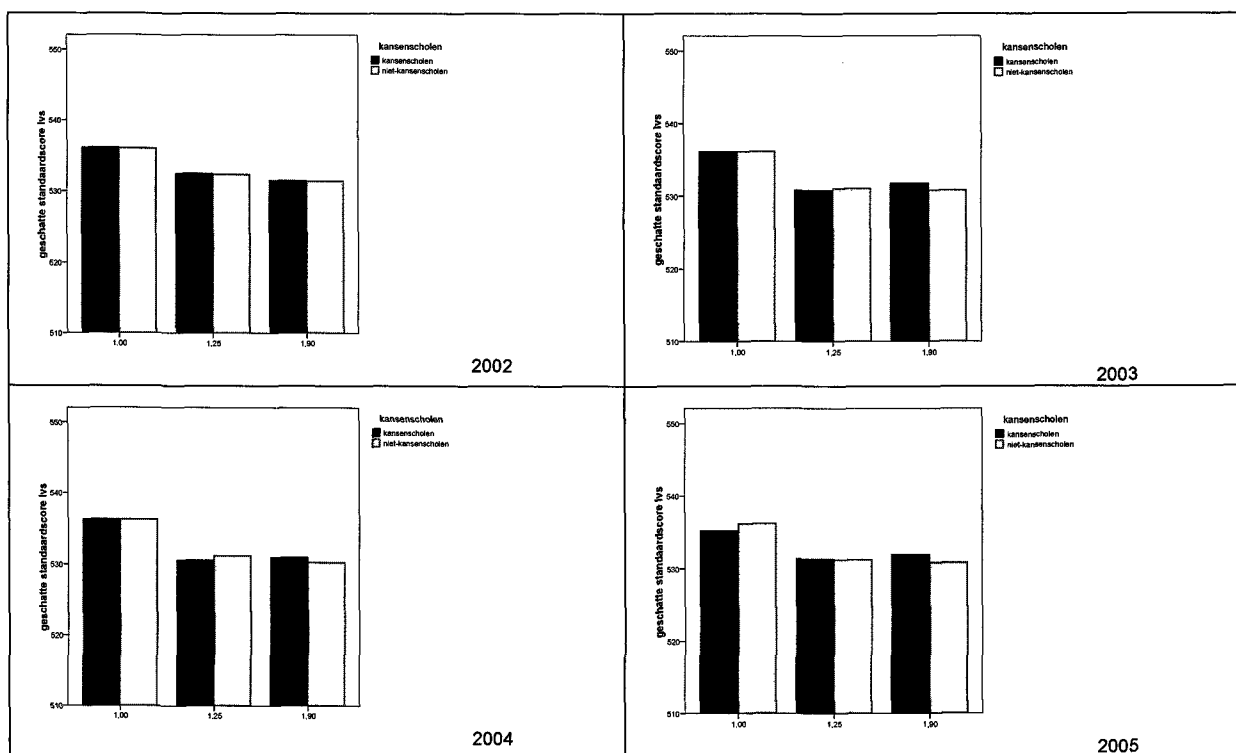 kansenscholen
kansenscholen
niet-kansenscholen
geschatte standaardscore lvs
550
540
530
520
510
1,00
1,25
1,90
2002
kansenscholen
kansenscholen
niet-kansenscholen
geschatte standaardscore lvs
550
540
530
520
510
1,00
1,25
1,90
2003
kansenscholen
kansenscholen
niet-kansenscholen
geschatte standaardscore lvs
550
540
530
520
510
1,00
1,25
1,90
2004
kansenscholen
kansenscholen
niet-kansenscholen
geschatte standaardscore lvs
550
540
530
520
510
1,00
1,25
1,90
2005